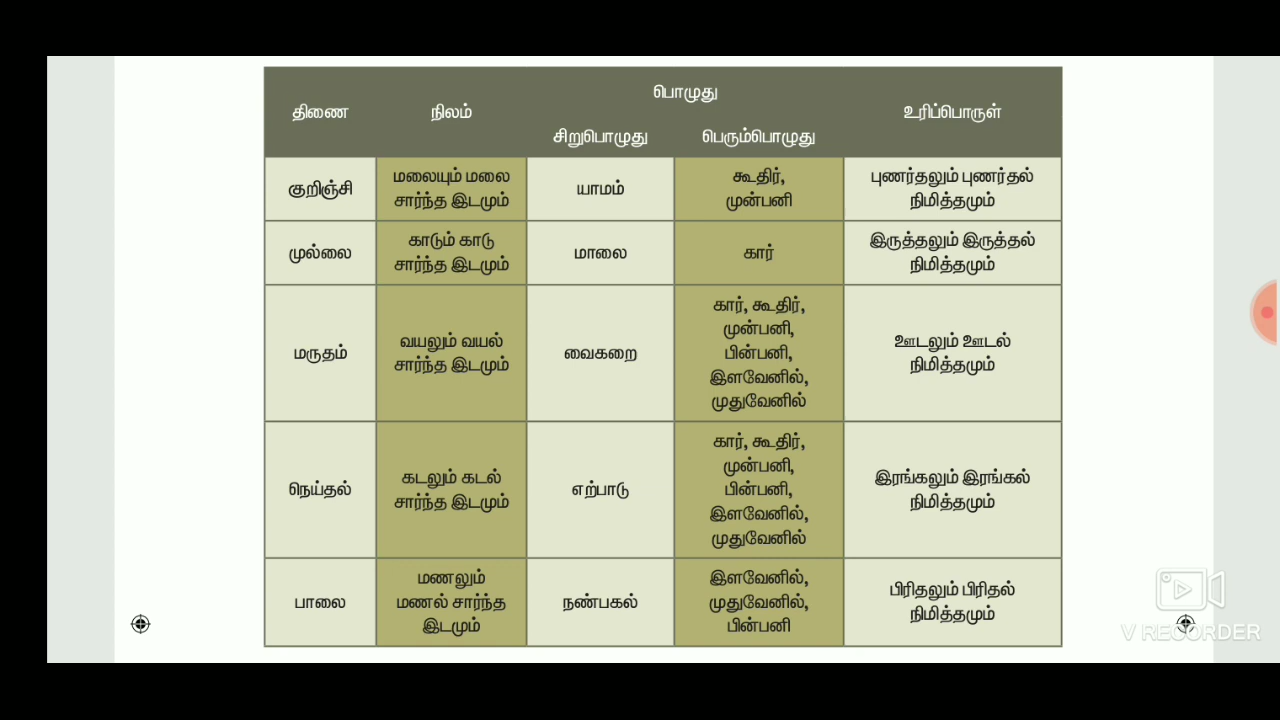 திணை
நிலம்
பொழுது
சிறுபொழுது
பெரும்பொழுது
உரிப்பொருள்
குறிஞ்சி
மலையும் மலை
சார்ந்த இடமும்
யாமம்
கூதிர்,
முன்பனி
புணர்தலும் புணர்தல்
நிமித்தமும்
முல்லை
காடும் காடு
சார்ந்த இடமும்
மாலை
கார்
இருத்தலும் இருத்தல்
நிமித்தமும்
மருதம்
வயலும் வயல்
சார்ந்த இடமும்
வைகறை
கார், கூதிர்,
முன்பனி,
பின்பனி,
இளவேனில்,
முதுவேனில்
ஊடலும் ஊடல்
நிமித்தமும்
நெய்தல்
கடலும் கடல்
சார்ந்த இடமும்
எற்பாடு
கார், கூதிர்,
முன்பனி,
பின்பனி,
இளவேனில்,
முதுவேனில்
இரங்கலும் இரங்கல்
நிமித்தமும்
பாலை
மணலும்
மணல் சார்ந்த
இடமும்
நண்பகல்
இளவேனில்,
முதுவேனில்,
பின்பனி
பிரிதலும் பிரிதல்
நிமித்தமும்
V RECORDER